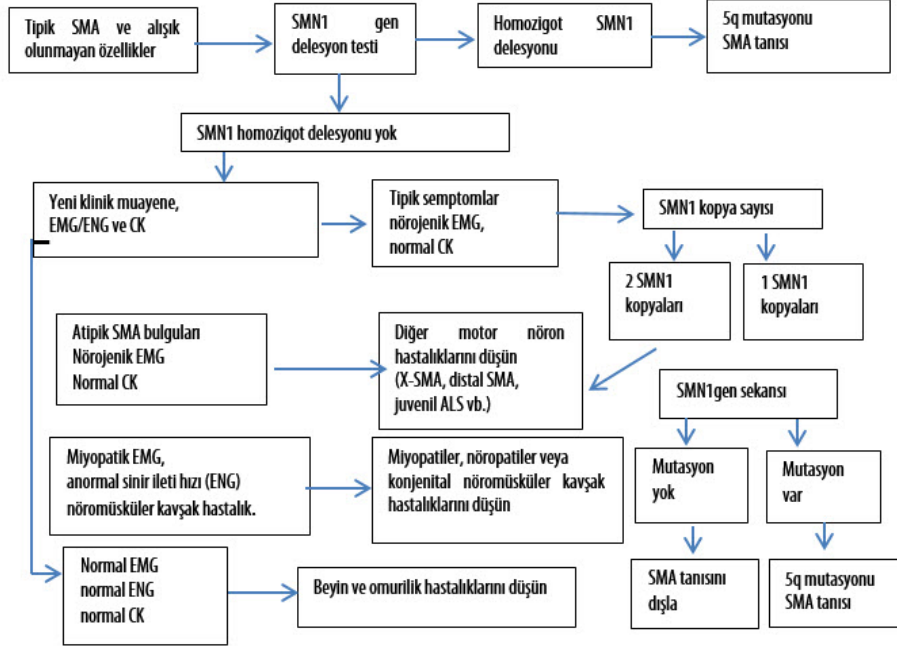 Tipik SMA ve alışık
olunmayan özellikler
SMN1 gen
delesyon testi
Homozigot SMN1
delesyonu
5q mutasyonu
SMA tanısı
SMN1 homoziqot delesyonu yok
Yeni klinik muayene,
EMG/ENG ve CK
Tipik semptomlar
nörojenik EMG,
normal CK
SMN1 kopya sayısı
2 SMN1
kopyaları
1 SMN1
kopyaları
Atipik SMA bulguları
Nörojenik EMG
Normal CK
Diğer motor nöron
hastalıklarını düşün
(X-SMA, distal SMA,
juvenil ALS vb.)
SMN1gen sekansı
Mutasyon
yok
Mutasyon
var
Miyopatik EMG,
anormal sinir ileti hızı (ENG)
nöromüsküler kavşak hastalık.
Miyopatiler, nöropatiler veya
konjenital nöromüsküler kavşak
hastalıklarını düşün
SMA tanısını
dışla
5q mutasyonu
SMA tanısı
Normal EMG
normal ENG
normal CK
Beyin ve omurilik hastalıklarını düşün